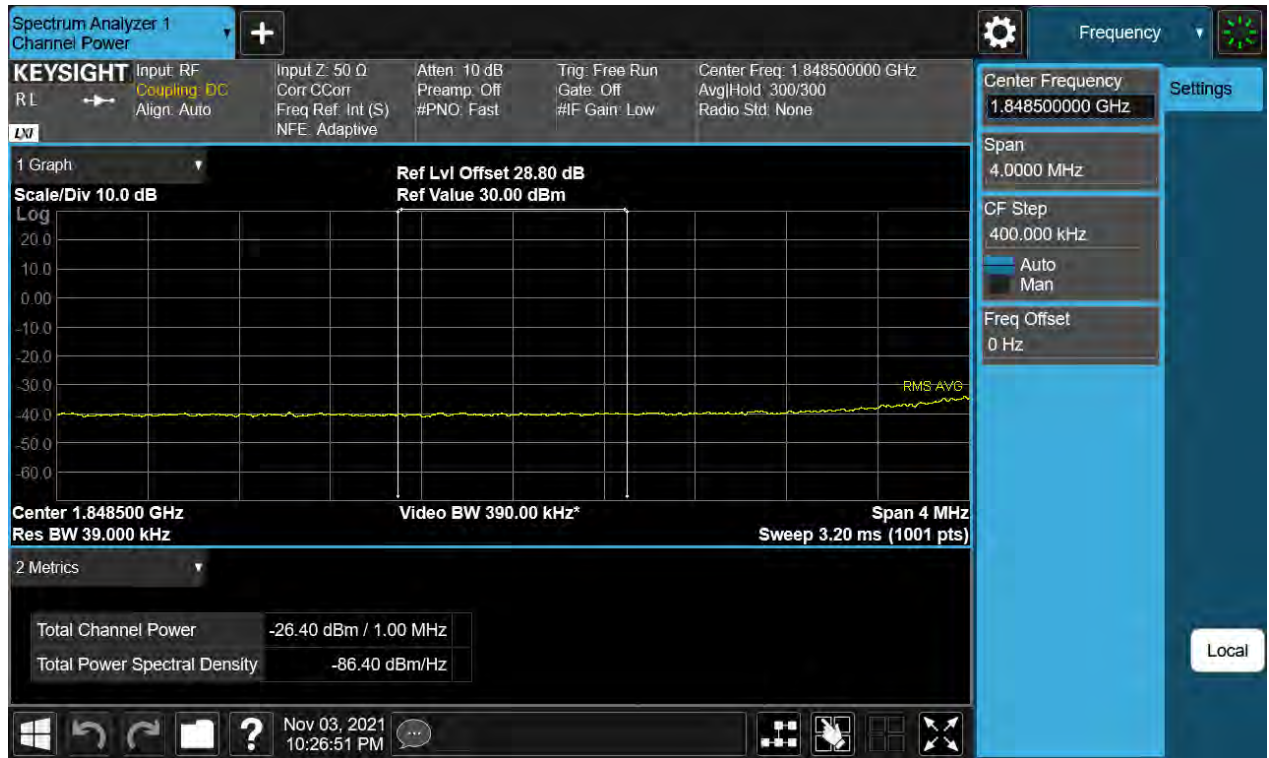 Spectrum Analyzer 1
Channel Power
+
Frequency
KEYSIGHT
RL
LXI
Input: RF
Coupling: DC
Align: Auto
Input Z: 50 Ω
Corr CCorr
Freq Ref: Int (S)
NFE: Adaptive
Atten: 10 dB
Preamp: Off
#PNO: Fast
Trig: Free Run
Gate: Off
#IF Gain: Low
Center Freq: 1.848500000 GHz
Avg|Hold: 300/300
Radio Std: None
1 Graph
Scale/Div 10.0 dB
Ref Lvl Offset 28.80 dB
Ref Value 30.00 dBm
Log
20.0
10.0
0.00
-10.0
-20.0
-30.0
-40.0
-50.0
-60.0
RMS AVG
Center 1.848500 GHz
Video BW 390.00 kHz*
Span 4 MHz
Res BW 39.000 kHz
Sweep 3.20 ms (1001 pts)
2 Metrics
Total Channel Power -26.40 dBm / 1.00 MHz
Total Power Spectral Density -86.40 dBm/Hz
Center Frequency
1.848500000 GHz
Settings
Span
4.0000 MHz
CF Step
400.000 kHz
Auto
Man
Freq Offset
0 Hz
Local
?
Nov 03, 2021
10:26:51 PM